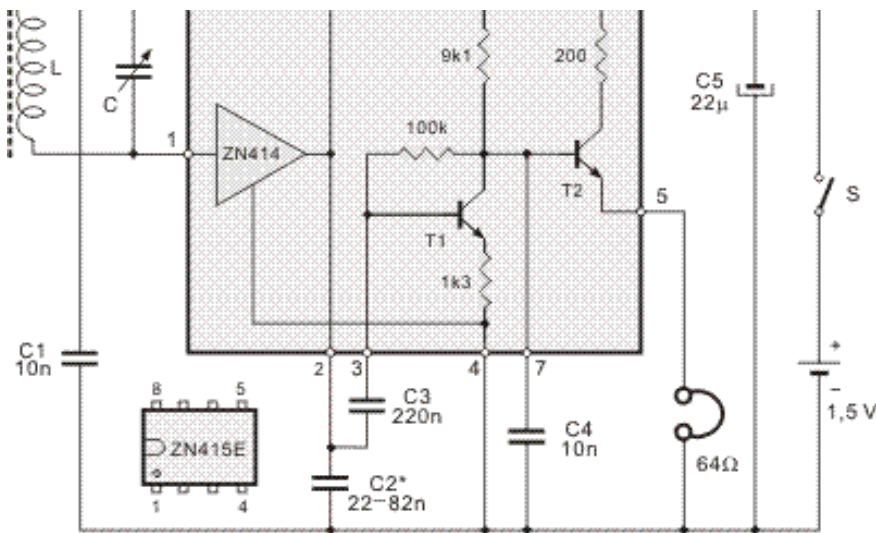 9k1
200
L
C
C5
22µ
1
ZN414
100k
T2
5
S
T1
1k3
C1
10n
2
3
4
7
+
−
1,5 V
8
5
C3
220n
ZN415E
C4
10n
64Ω
1
4
C2*
22–82n